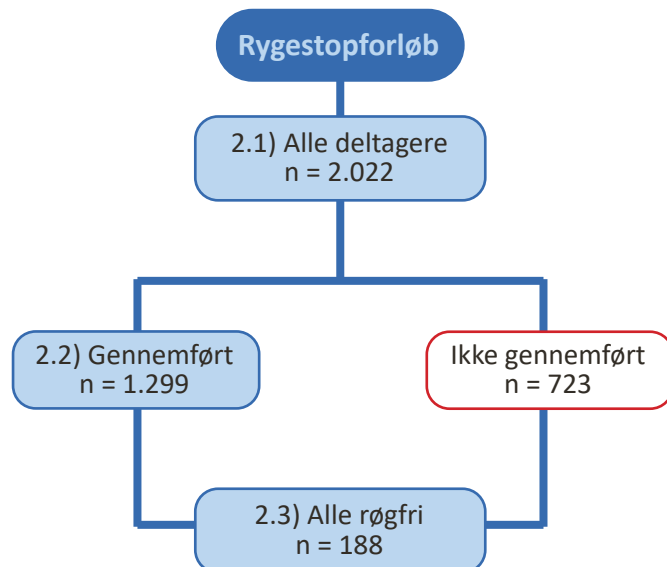 Rygestopforløb
2.1) Alle deltagere
n = 2.022
2.2) Gennemført
n = 1.299
Ikke gennemført
n = 723
2.3) Alle røgfri
n = 188